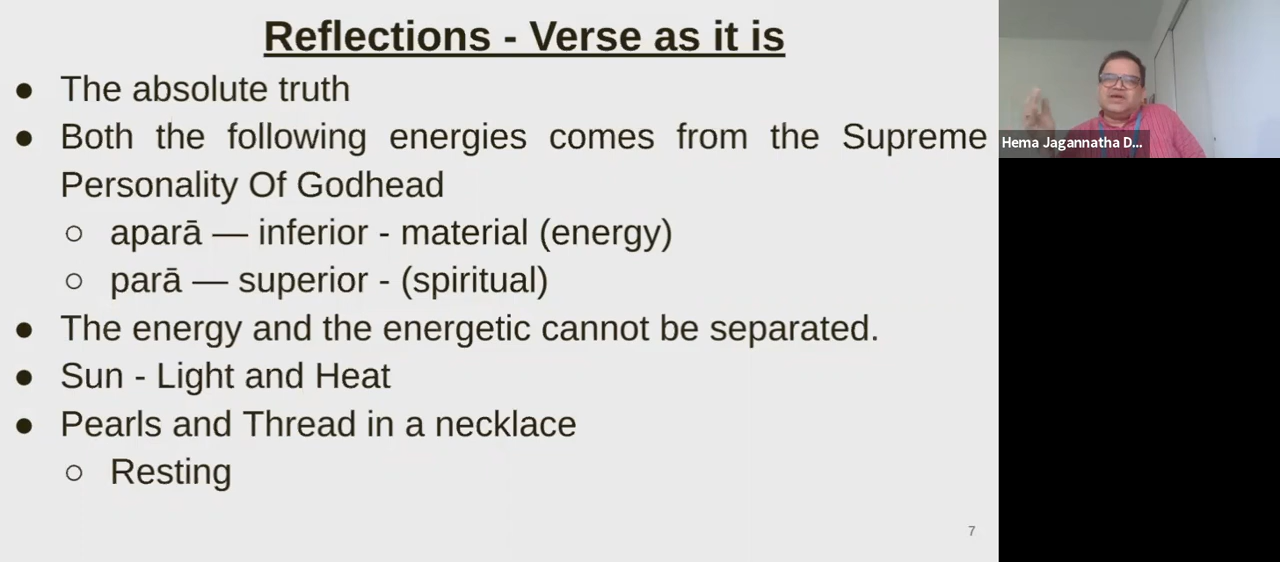 Reflections - Verse as it is
● The absolute truth
● Both the following energies comes from the Supreme
Personality Of Godhead
○ aparā — inferior - material (energy)
○ parā — superior - (spiritual)
● The energy and the energetic cannot be separated.
● Sun - Light and Heat
● Pearls and Thread in a necklace
○ Resting
7
Hema Jagannatha D...